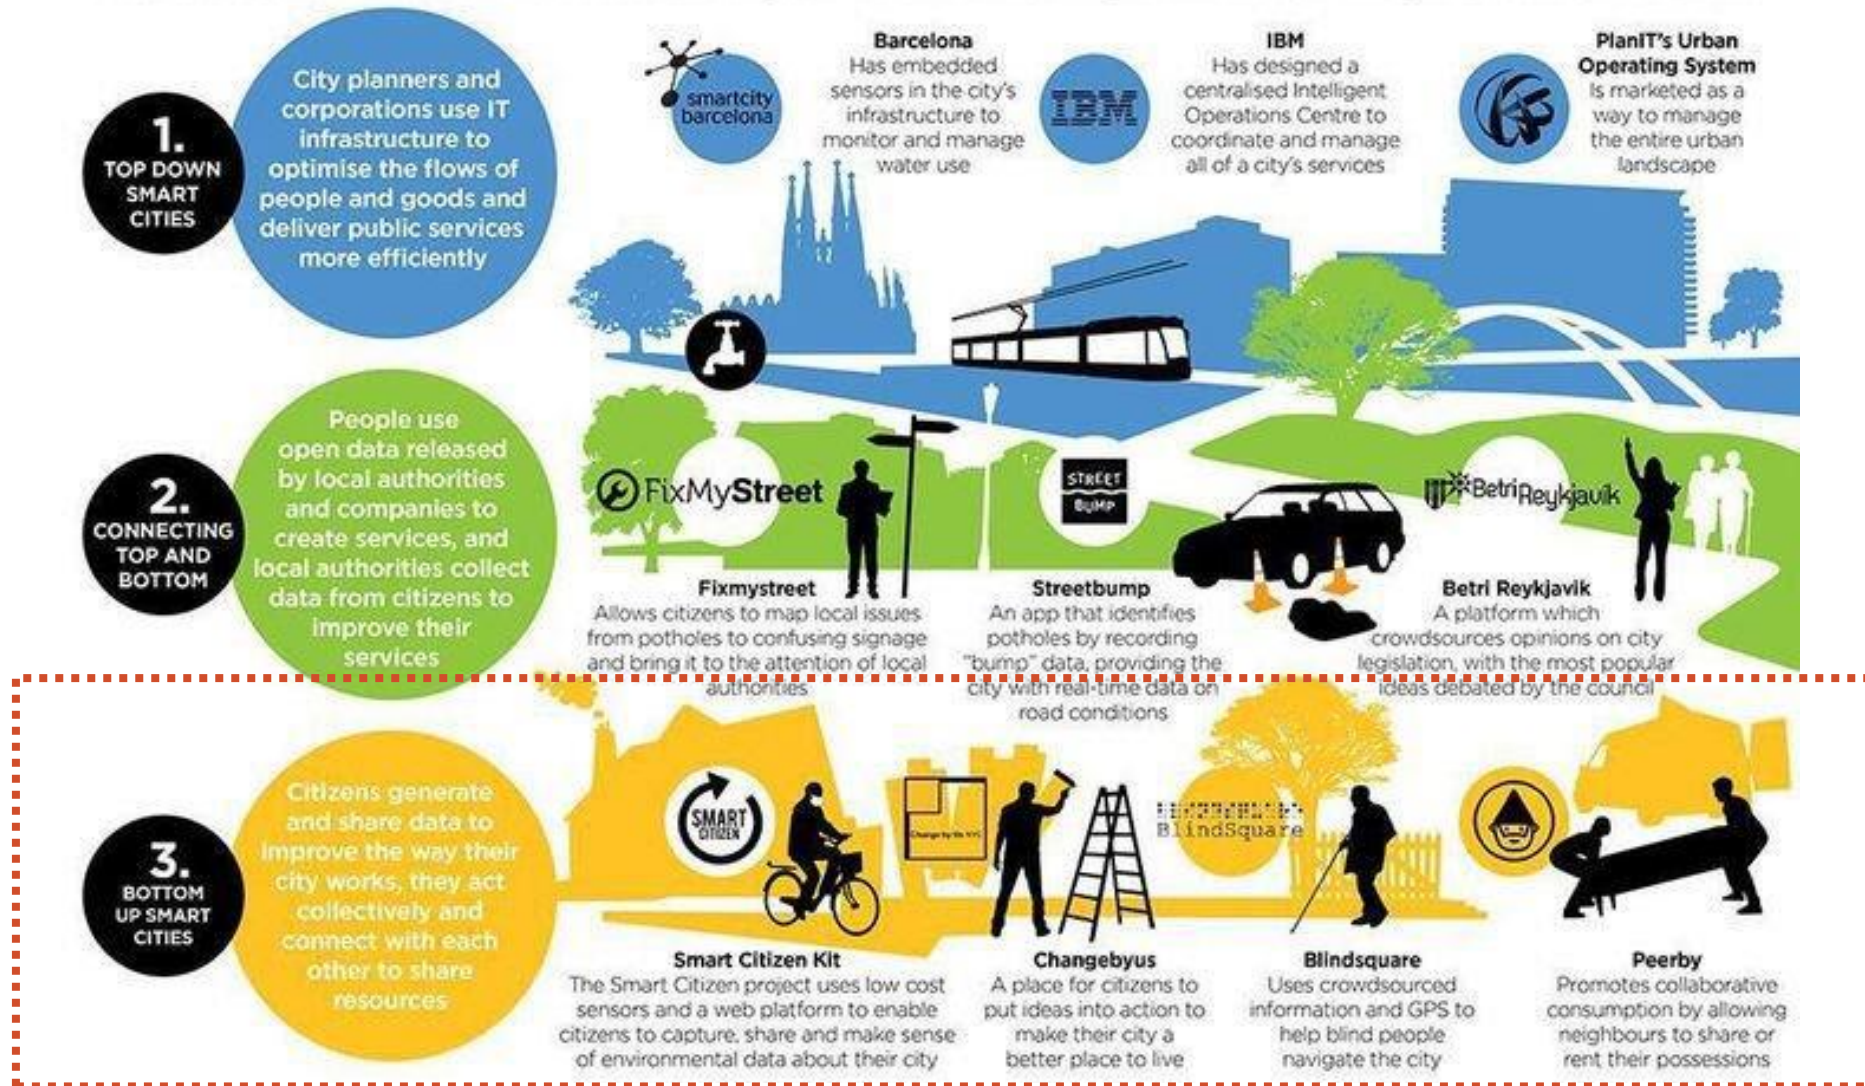 1.
TOP DOWN
SMART
CITIES
City planners and
corporations use IT
infrastructure to
optimise the flows of
people and goods and
deliver public services
more efficiently
smartcity
barcelona
Barcelona
Has embedded
sensors in the city's
infrastructure to
monitor and manage
water use
IBM
IBM
Has designed a
centralised Intelligent
Operations Centre to
coordinate and manage
all of a city's services
PlanIT's Urban
Operating System
Is marketed as a
way to manage
the entire urban
landscape
2.
CONNECTING
TOP AND
BOTTOM
People use
open data released
by local authorities
and companies to
create services, and
local authorities collect
data from citizens to
improve their
services
FixMyStreet
Fixmystreet
Allows citizens to map local issues
from potholes to confusing signage
and bring it to the attention of local
authorities
STREET
BUMP
Streetbump
An app that identifies
potholes by recording
"bump" data, providing the
city with real-time data on
road conditions
BetriReykjavík
Betri Reykjavik
A platform which
crowdsources opinions on city
legislation, with the most popular
ideas debated by the council
3.
BOTTOM
UP SMART
CITIES
Citizens generate
and share data to
improve the way their
city works, they act
collectively and
connect with each
other to share
resources
SMART
CITIZEN
Smart Citizen Kit
The Smart Citizen project uses low cost
sensors and a web platform to enable
citizens to capture, share and make sense
of environmental data about their city
Change by Us NYC
Changebyus
A place for citizens to
put ideas into action to
make their city a
better place to live
BlindSquare
Blindsquare
Uses crowdsourced
information and GPS to
help blind people
navigate the city
Peerby
Promotes collaborative
consumption by allowing
neighbours to share or
rent their possessions